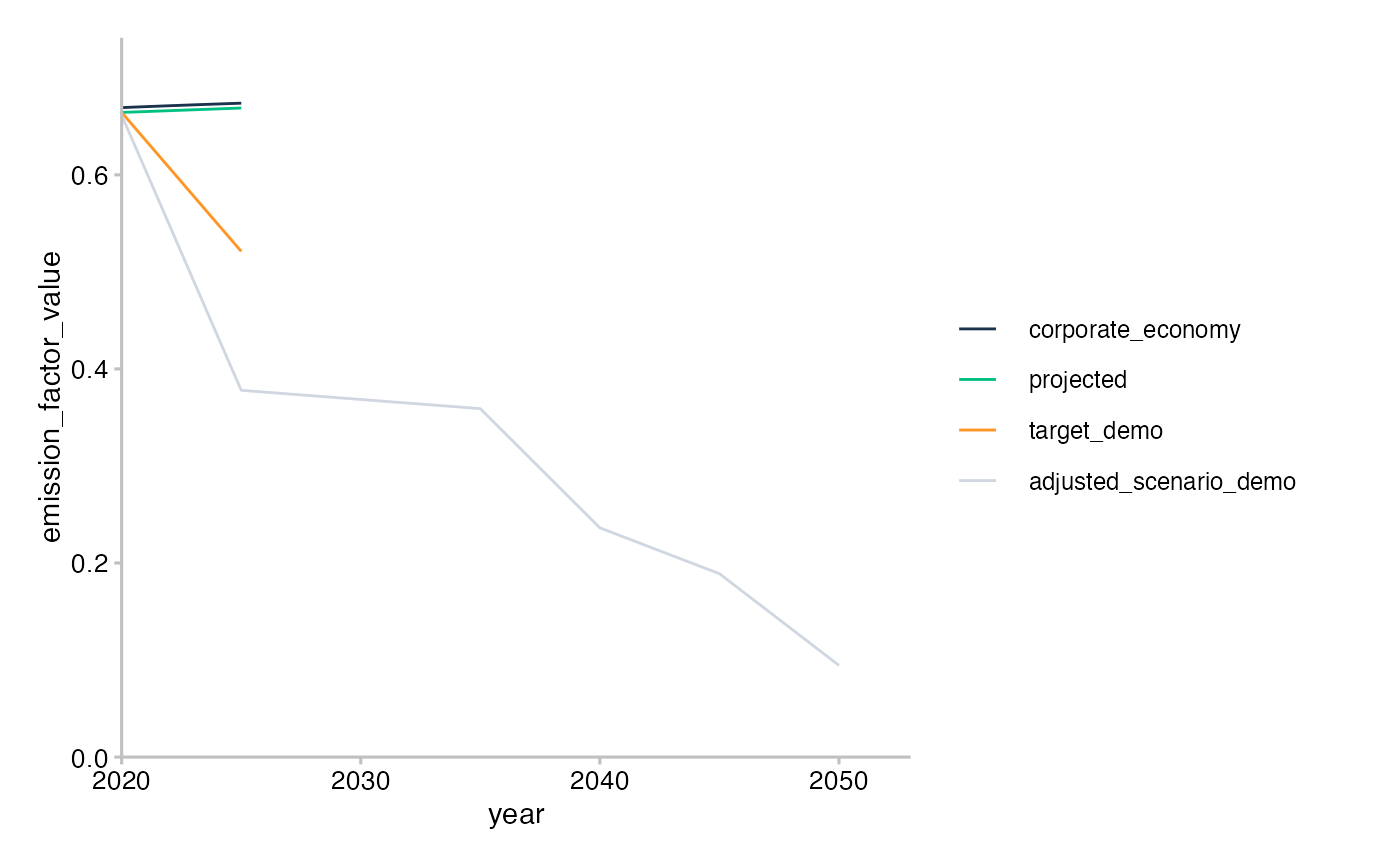 emission_factor_value
0.6
0.4
0.2
0.0
2020
2030
2040
2050
year
corporate_economy
projected
target_demo
adjusted_scenario_demo